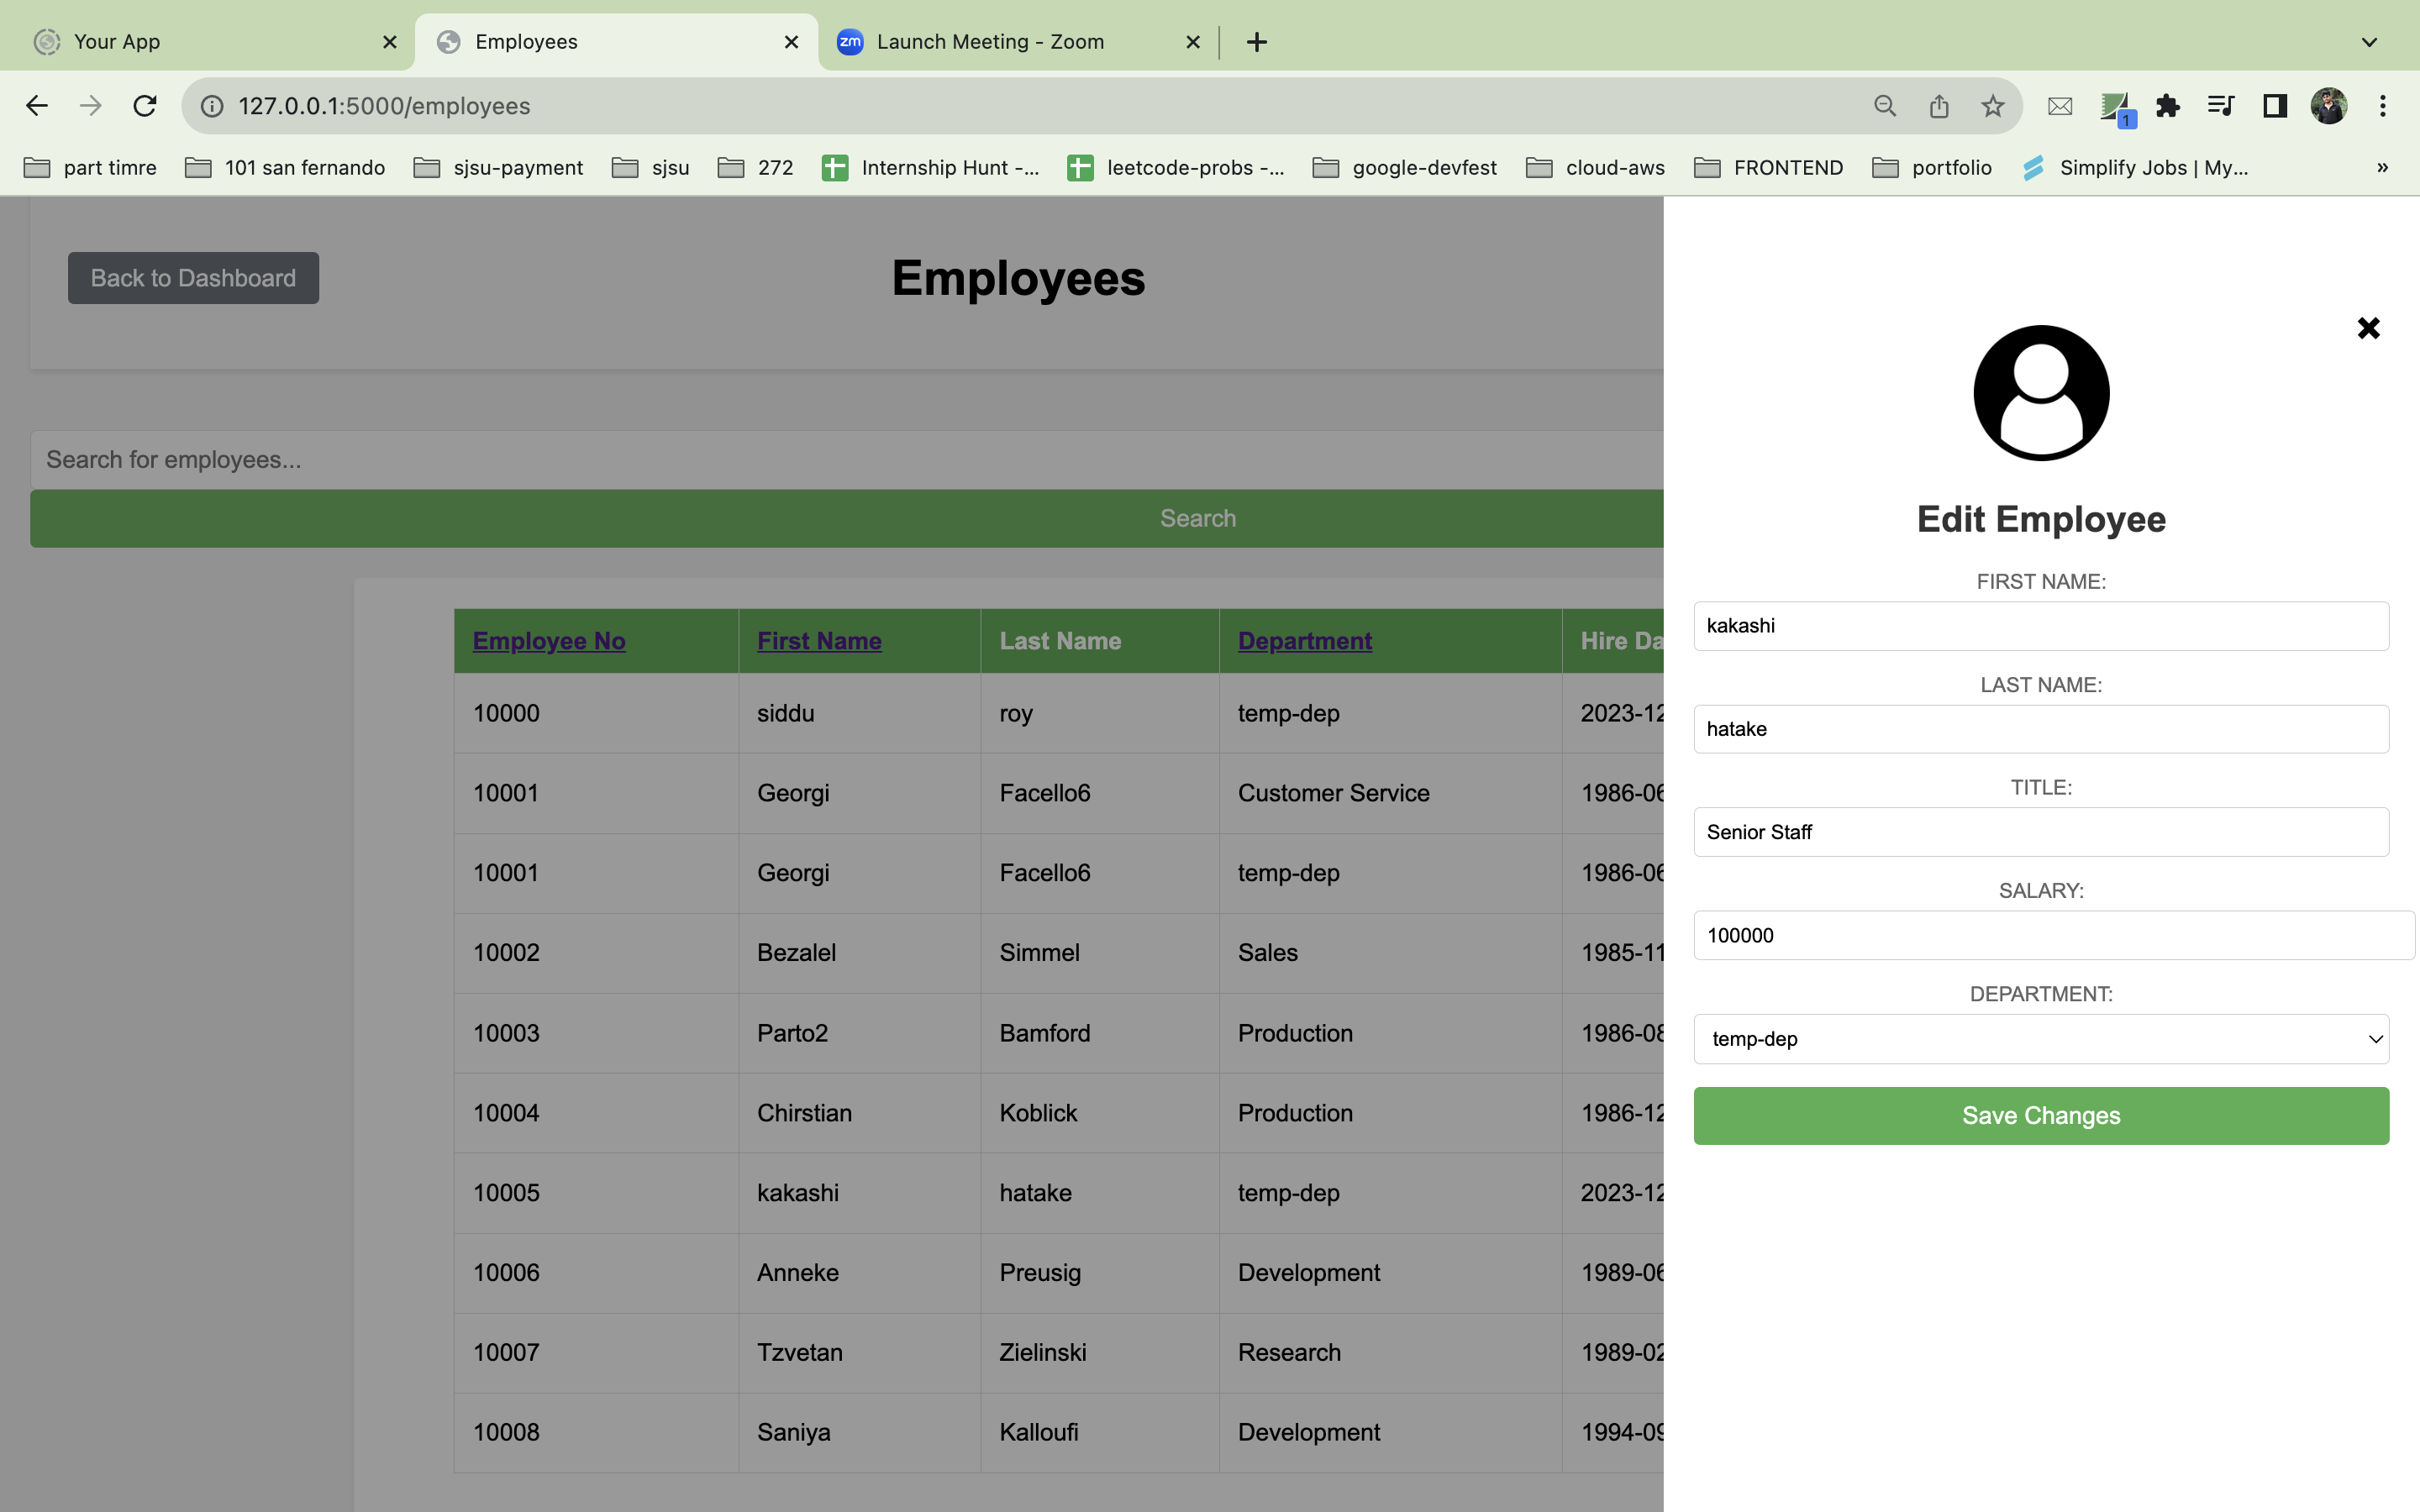 Your App
Employees
zm Launch Meeting - Zoom
127.0.0.1:5000/employees
1
part timre 101 san fernando sjsu-payment sjsu 272 Internship Hunt -... leetcode-probs -... google-devfest cloud-aws FRONTEND portfolio Simplify Jobs | My... »
Back to Dashboard
Employees
Search for employees...
Search
Employee No First Name Last Name Department Hire Da
10000 siddu roy temp-dep 2023-12
10001 Georgi Facello6 Customer Service 1986-06
10001 Georgi Facello6 temp-dep 1986-06
10002 Bezalel Simmel Sales 1985-11
10003 Parto2 Bamford Production 1986-08
10004 Chirstian Koblick Production 1986-12
10005 kakashi hatake temp-dep 2023-12
10006 Anneke Preusig Development 1989-06
10007 Tzvetan Zielinski Research 1989-02
10008 Saniya Kalloufi Development 1994-09
Edit Employee
FIRST NAME:
kakashi
LAST NAME:
hatake
TITLE:
Senior Staff
SALARY:
100000
DEPARTMENT:
temp-dep
Save Changes